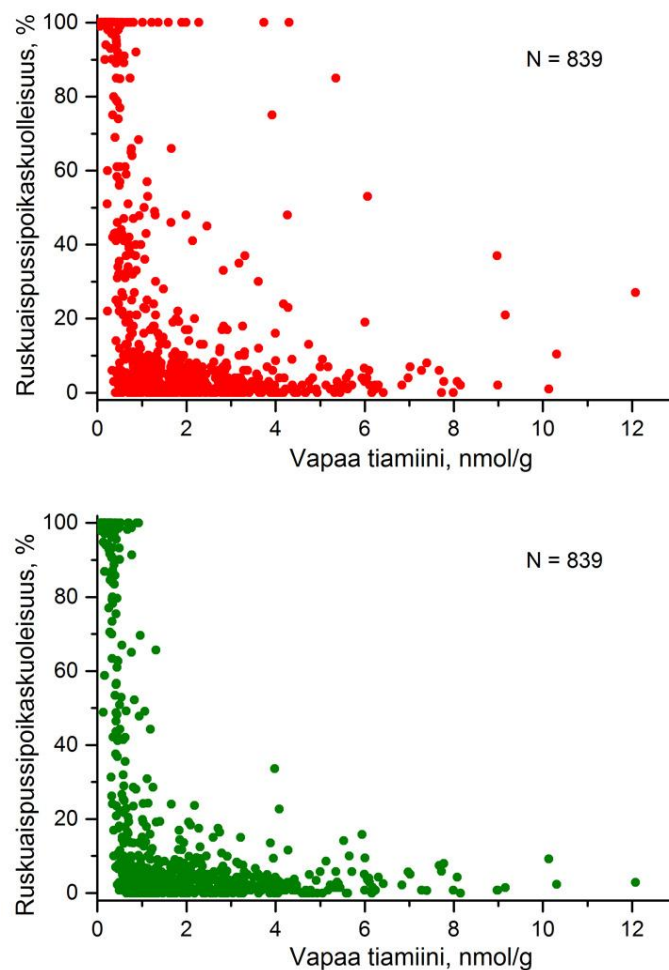 100
80
60
40
20
0
Ruskuaispussipoikaskuolleisuus, %
N = 839
0 2 4 6 8 10 12
Vapaa tiamiini, nmol/g
100
80
60
40
20
0
Ruskuaispussipoikaskuoleisuus, %
N = 839
0 2 4 6 8 10 12
Vapaa tiamiini, nmol/g